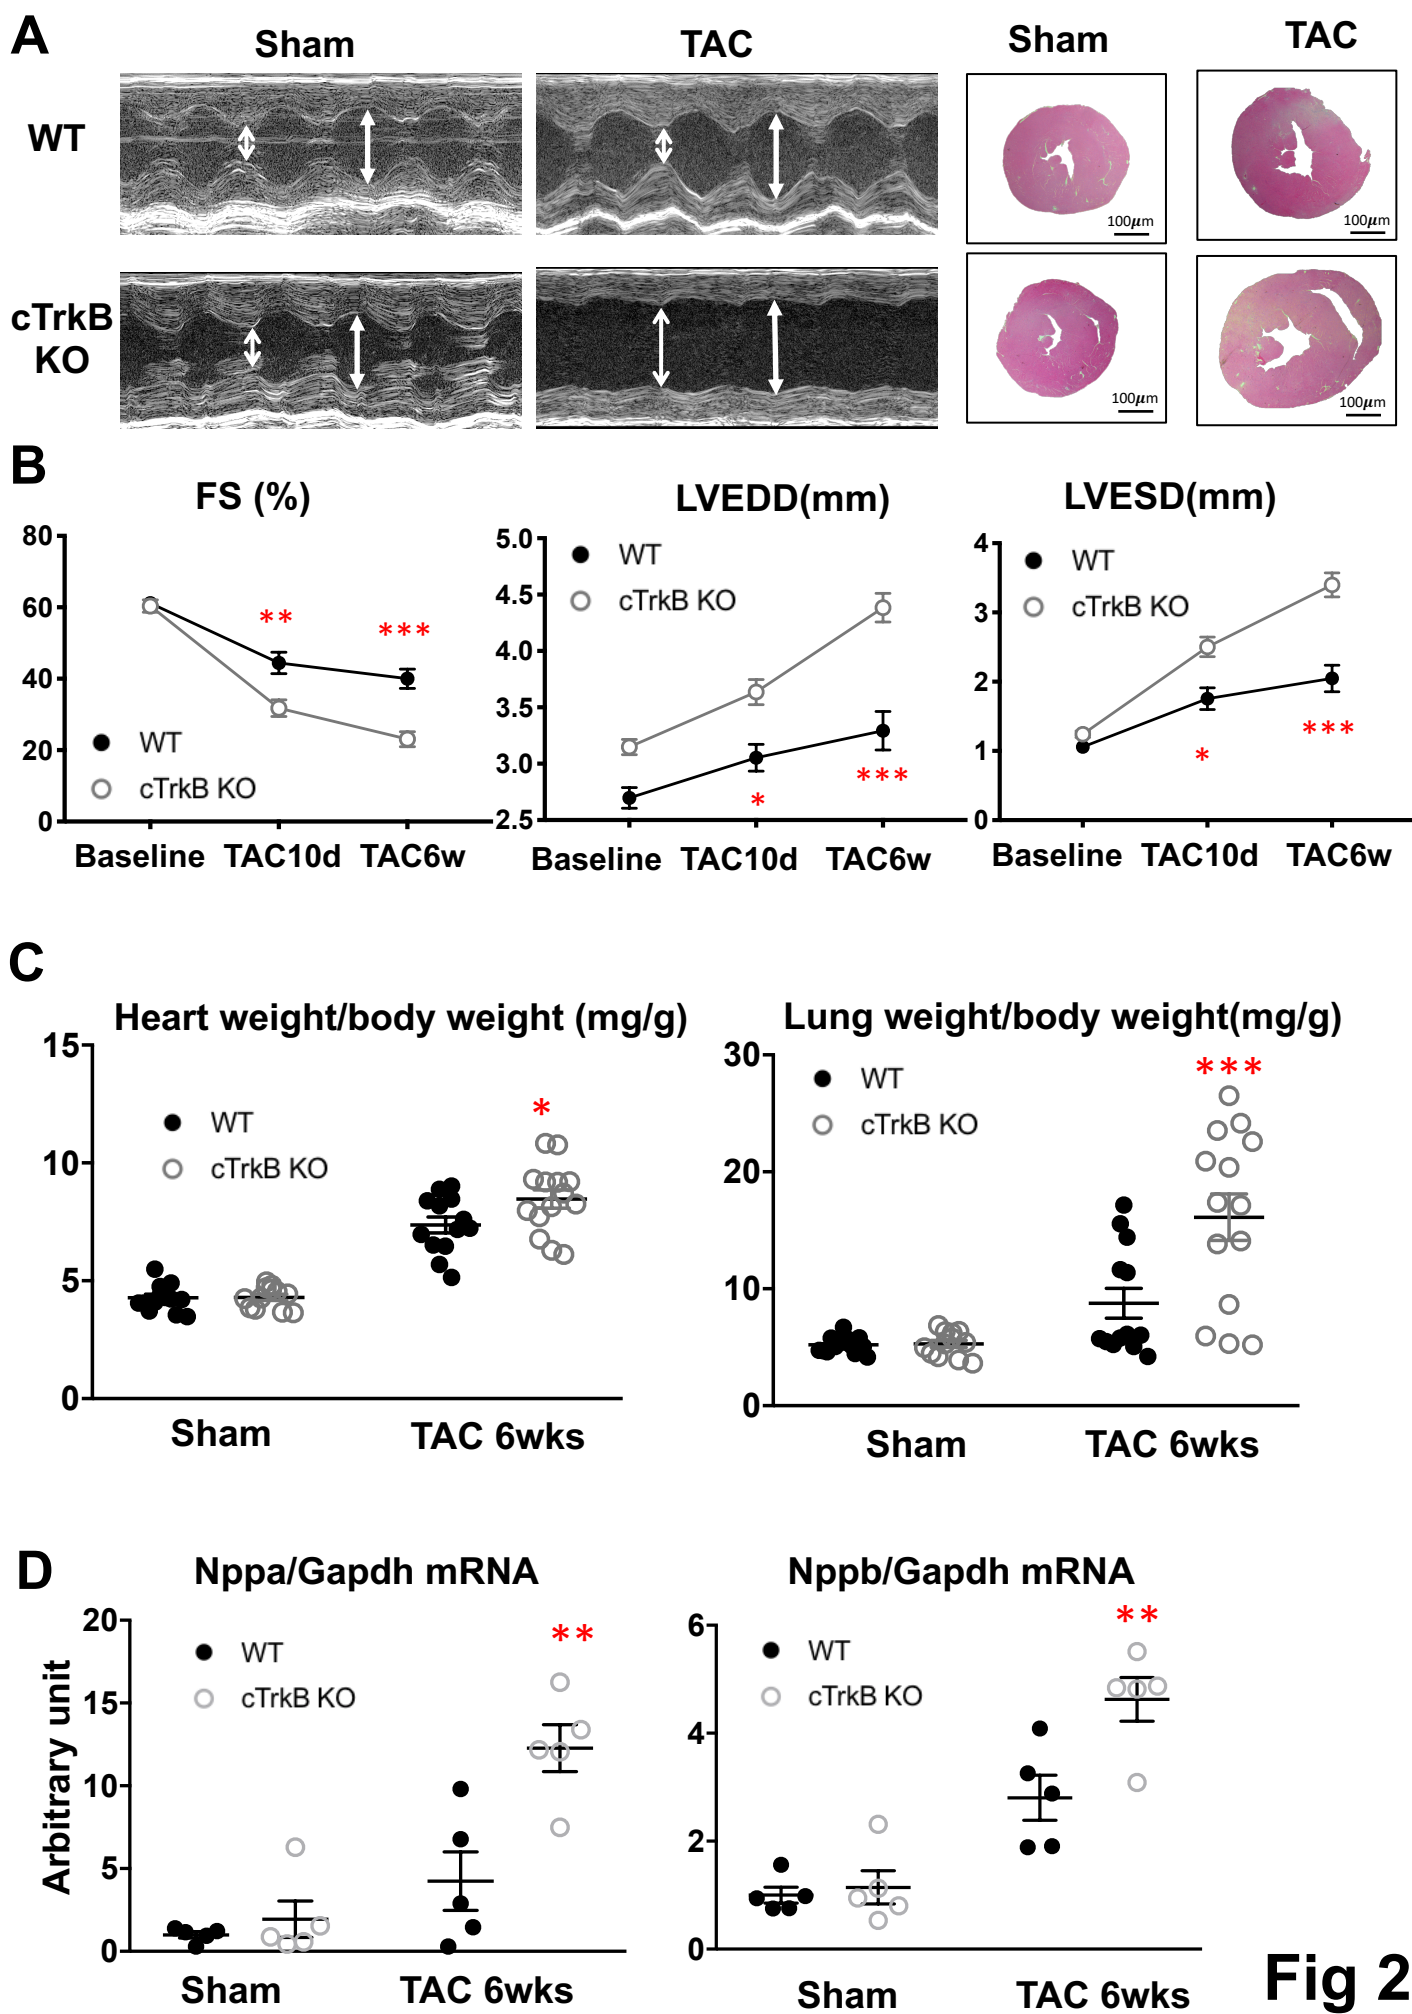 A
Sham
TAC
Sham
TAC
WT
100μm
100μm
cTrkB
KO
100μm
100μm
B
FS (%)
LVEDD(mm)
LVESD(mm)
80
60
40
20
0
** ***
WT
cTrkB KO
Baseline TAC10d TAC6w
5.0
4.5
4.0
3.5
3.0
2.5
WT
cTrkB KO
* ***
Baseline TAC10d TAC6w
4
3
2
1
0
WT
cTrkB KO
* ***
Baseline TAC10d TAC6w
C
Heart weight/body weight (mg/g)
15
10
5
0
WT
cTrkB KO
*
Sham TAC 6wks
Lung weight/body weight(mg/g)
30
20
10
0
WT
cTrkB KO
***
Sham TAC 6wks
D
Nppa/Gapdh mRNA
Arbitrary unit
20
15
10
5
0
WT
cTrkB KO
**
Sham TAC 6wks
Nppb/Gapdh mRNA
6
4
2
0
WT
cTrkB KO
**
Sham TAC 6wks
Fig 2